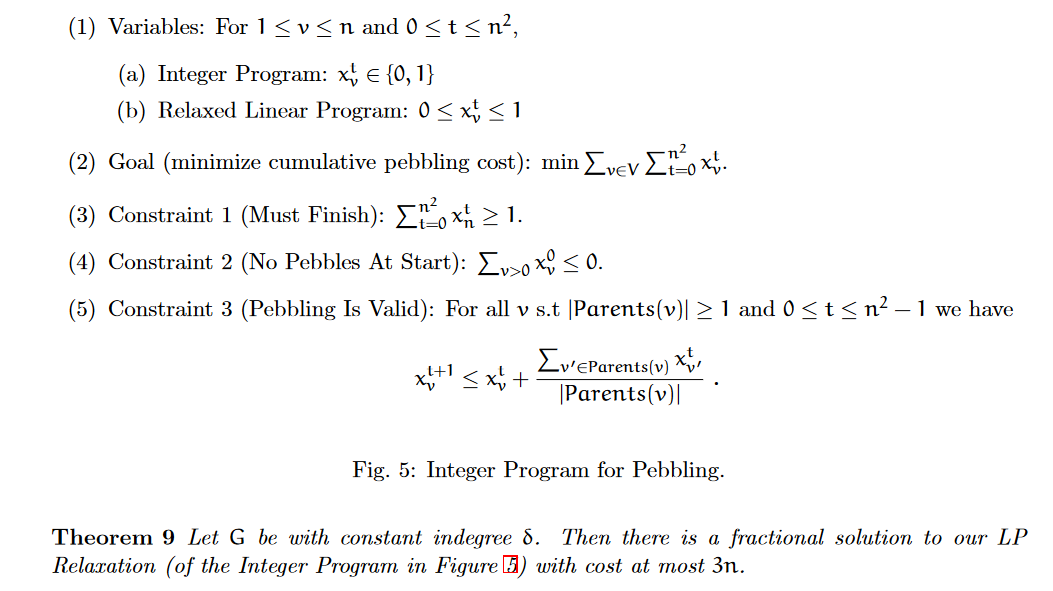 (1) Variables: For 1 ≤ v ≤ n and 0 ≤ t ≤ n²,
(a) Integer Program: x_v^t ∈ {0, 1}
(b) Relaxed Linear Program: 0 ≤ x_v^t ≤ 1
(2) Goal (minimize cumulative pebbling cost): min ∑_{v∈V} ∑_{t=0}^{n²} x_v^t.
(3) Constraint 1 (Must Finish): ∑_{t=0}^{n²} x_n^t ≥ 1.
(4) Constraint 2 (No Pebbles At Start): ∑_{v>0} x_v^0 ≤ 0.
(5) Constraint 3 (Pebbling Is Valid): For all v s.t |Parents(v)| ≥ 1 and 0 ≤ t ≤ n² − 1 we have
x_v^{t+1} ≤ x_v^t + \frac{∑_{v'∈Parents(v)} x_{v'}^t}{|Parents(v)|} .
Fig. 5: Integer Program for Pebbling.
Theorem 9 Let G be with constant indegree δ. Then there is a fractional solution to our LP
Relaxation (of the Integer Program in Figure 5) with cost at most 3n.